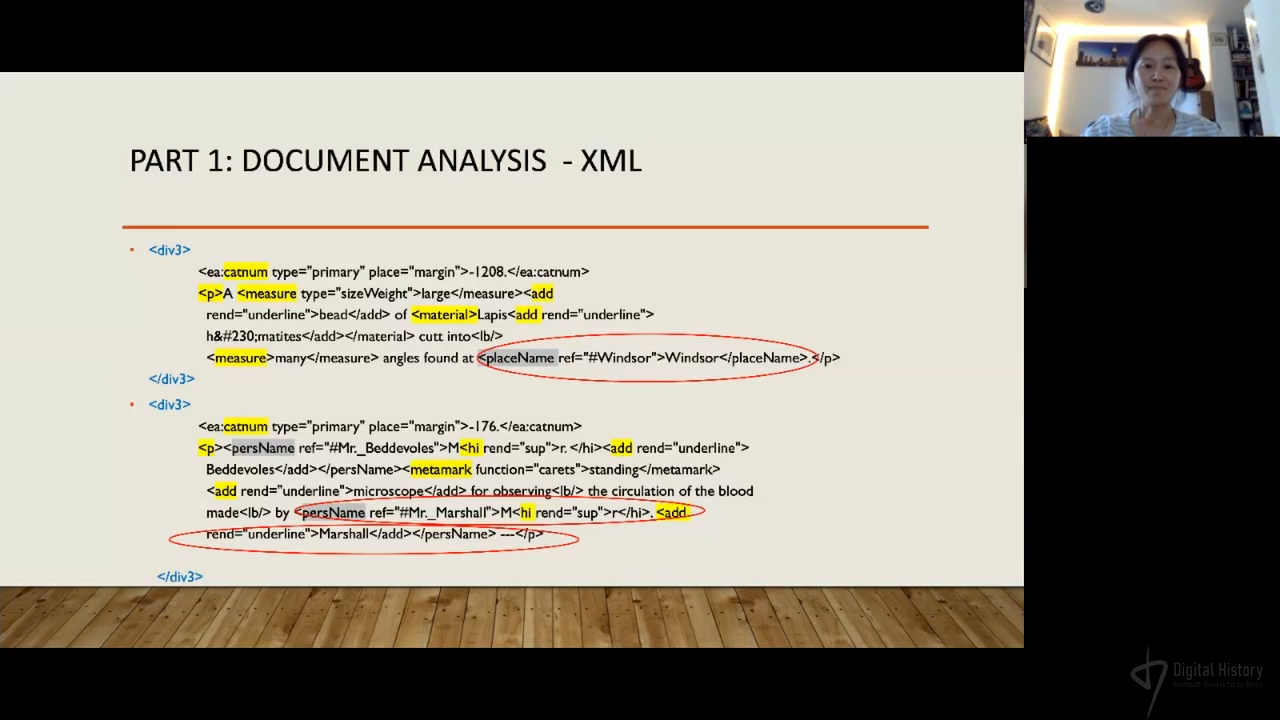 PART 1: DOCUMENT ANALYSIS - XML
• <div3>
<ea:catnum type="primary" place="margin">-1208.</ea:catnum>
<p>A <measure type="sizeWeight">large</measure><add
rend="underline">bead</add> of <material>Lapis<add rend="underline">
h&#230;matites</add></material> cutt into<lb/>
<measure>many</measure> angles found at <placeName ref="#Windsor">Windsor</placeName>.</p>
</div3>
• <div3>
<ea:catnum type="primary" place="margin">-176.</ea:catnum>
<p><persName ref="#Mr._Beddevoles">M<hi rend="sup">r. </hi><add rend="underline">
Beddevoles</add></persName><metamark function="carets">standing</metamark>
<add rend="underline">microscope</add> for observing<lb/> the circulation of the blood
made<lb/> by <persName ref="#Mr._Marshall">M<hi rend="sup">r</hi>. <add
rend="underline">Marshall</add></persName> ---</p>
</div3>
Digital History
Humboldt-Universität zu Berlin